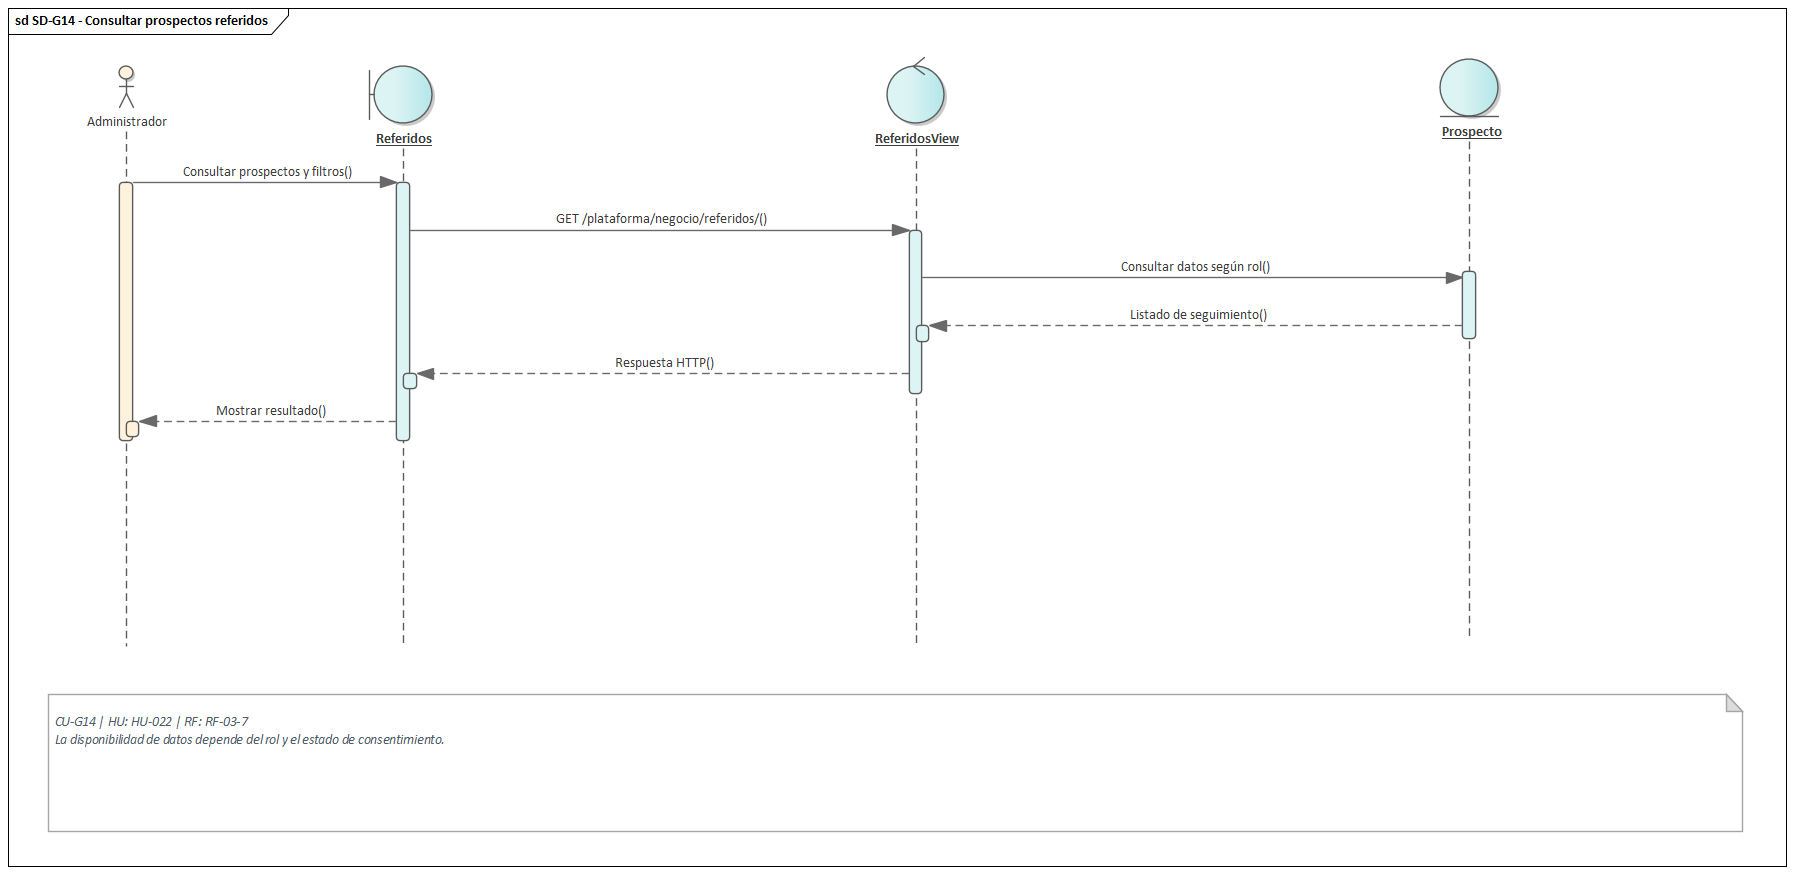 sd SD-G14 - Consultar prospectos referidos
Administrador
Referidos
ReferidosView
Prospecto
Consultar prospectos y filtros()
GET /plataforma/negocio/referidos/()
Consultar datos según rol()
Listado de seguimiento()
Respuesta HTTP()
Mostrar resultado()
CU-G14 | HU: HU-022 | RF: RF-03-7
La disponibilidad de datos depende del rol y el estado de consentimiento.